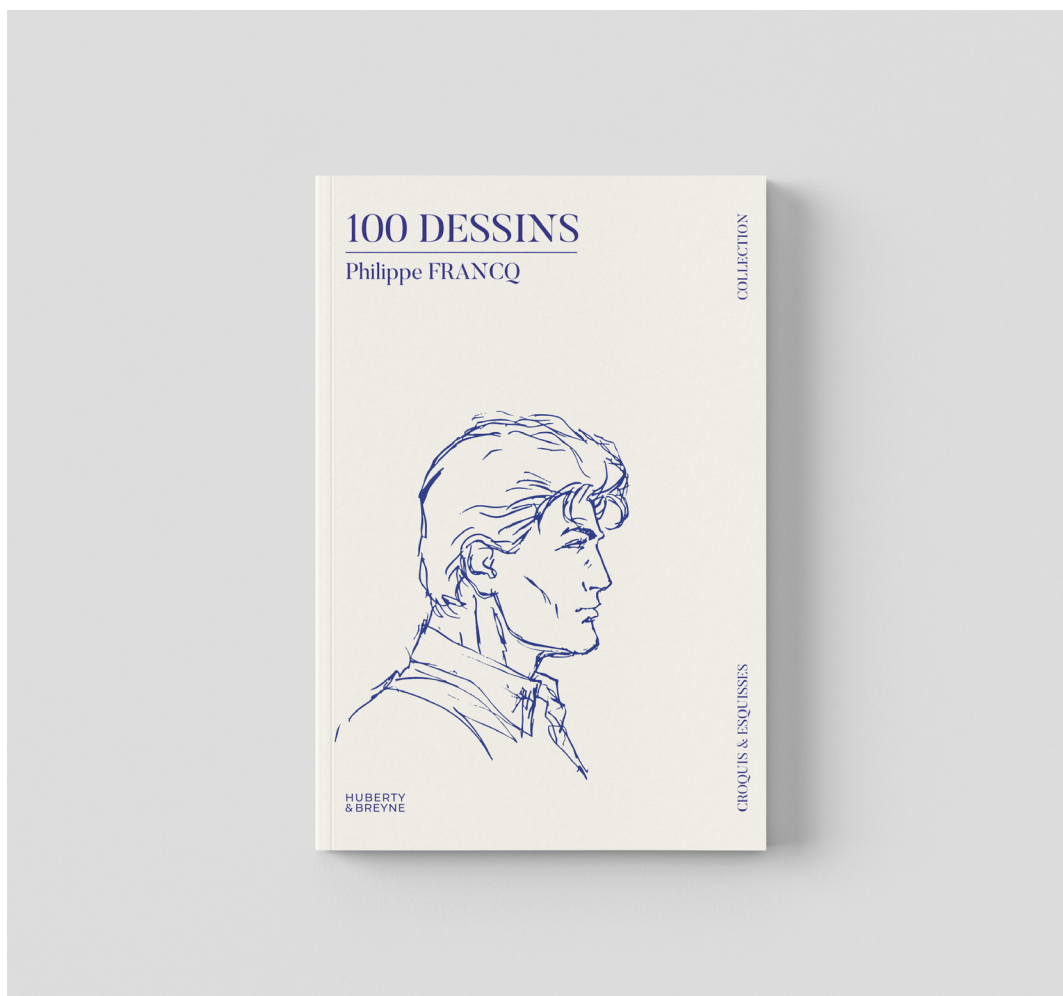 100 DESSINS
Philippe FRANCQ
COLLECTION
CROQUIS & ESQUISSES
HUBERTY
& BREYNE